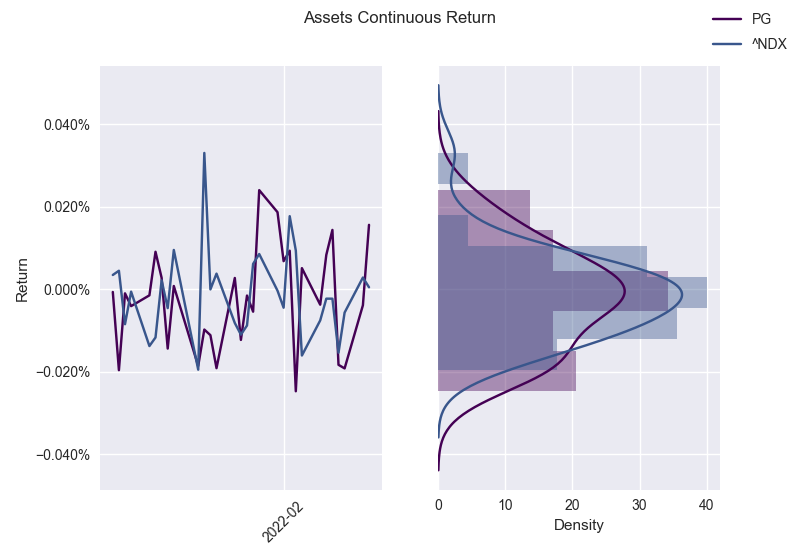 Assets Continuous Return
PG
^NDX
Return
0.040%
0.020%
0.000%
−0.020%
−0.040%
2022-02
0 10 20 30 40
Density